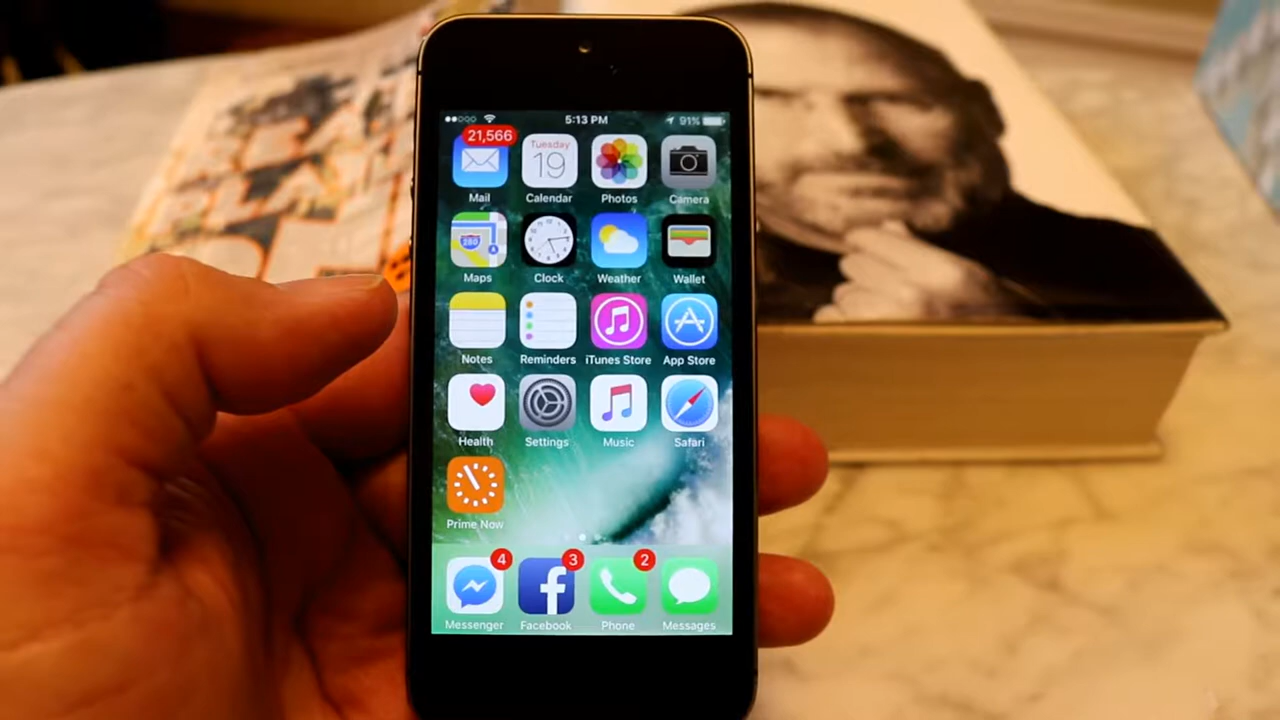 5:13 PM
91%
21,566
Tuesday
19
280
Mail
Calendar
Photos
Camera
Maps
Clock
Weather
Wallet
Notes
Reminders
iTunes Store
App Store
Health
Settings
Music
Safari
Prime Now
4
3
2
Messenger
Facebook
Phone
Messages